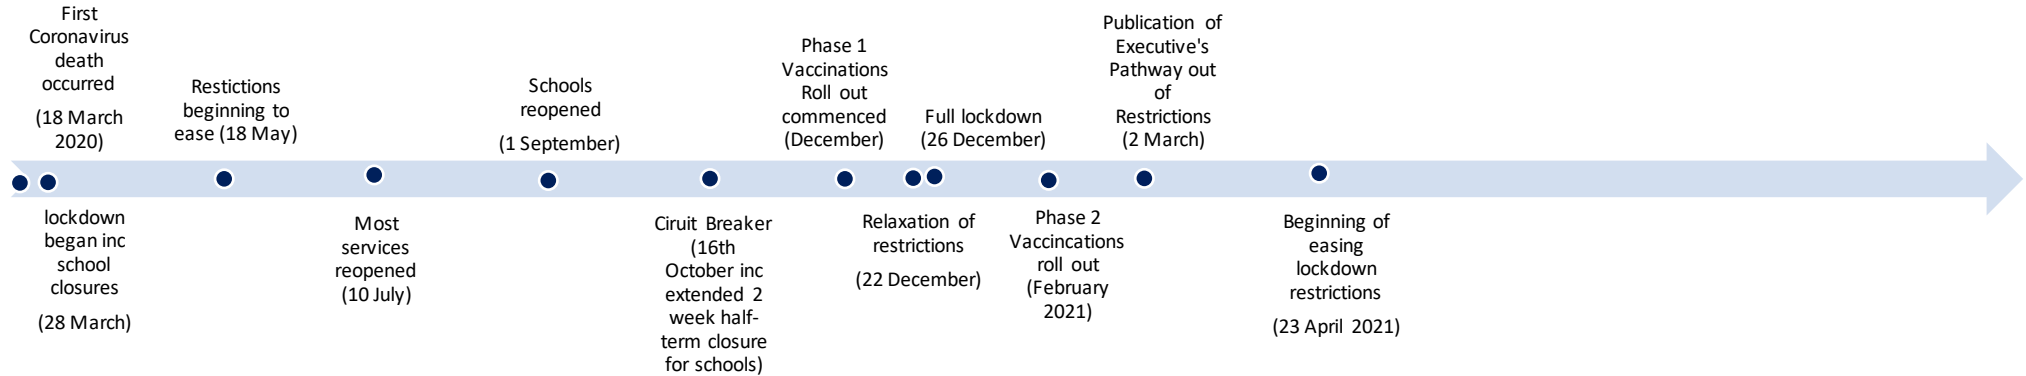 First
Coronavirus
death
occurred
(18 March
2020)
lockdown
began inc
school
closures
(28 March)
Restictions
beginning to
ease (18 May)
Most
services
reopened
(10 July)
Schools
reopened
(1 September)
Ciruit Breaker
(16th
October inc
extended 2
week half-
term closure
for schools)
Phase 1
Vaccinations
Roll out
commenced
(December)
Relaxation of
restrictions
(22 December)
Full lockdown
(26 December)
Phase 2
Vaccincations
roll out
(February
2021)
Publication of
Executive's
Pathway out
of
Restrictions
(2 March)
Beginning of
easing
lockdown
restrictions
(23 April 2021)